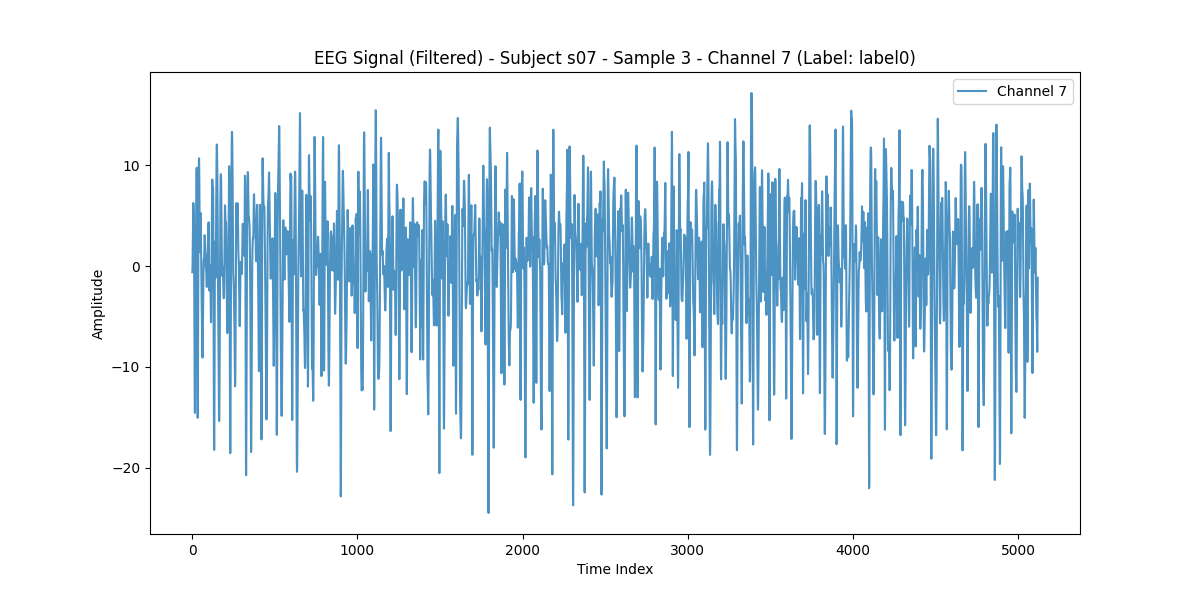 EEG Signal (Filtered) - Subject s07 - Sample 3 - Channel 7 (Label: label0)
Channel 7
10
0
−10
−20
Amplitude
0 1000 2000 3000 4000 5000
Time Index